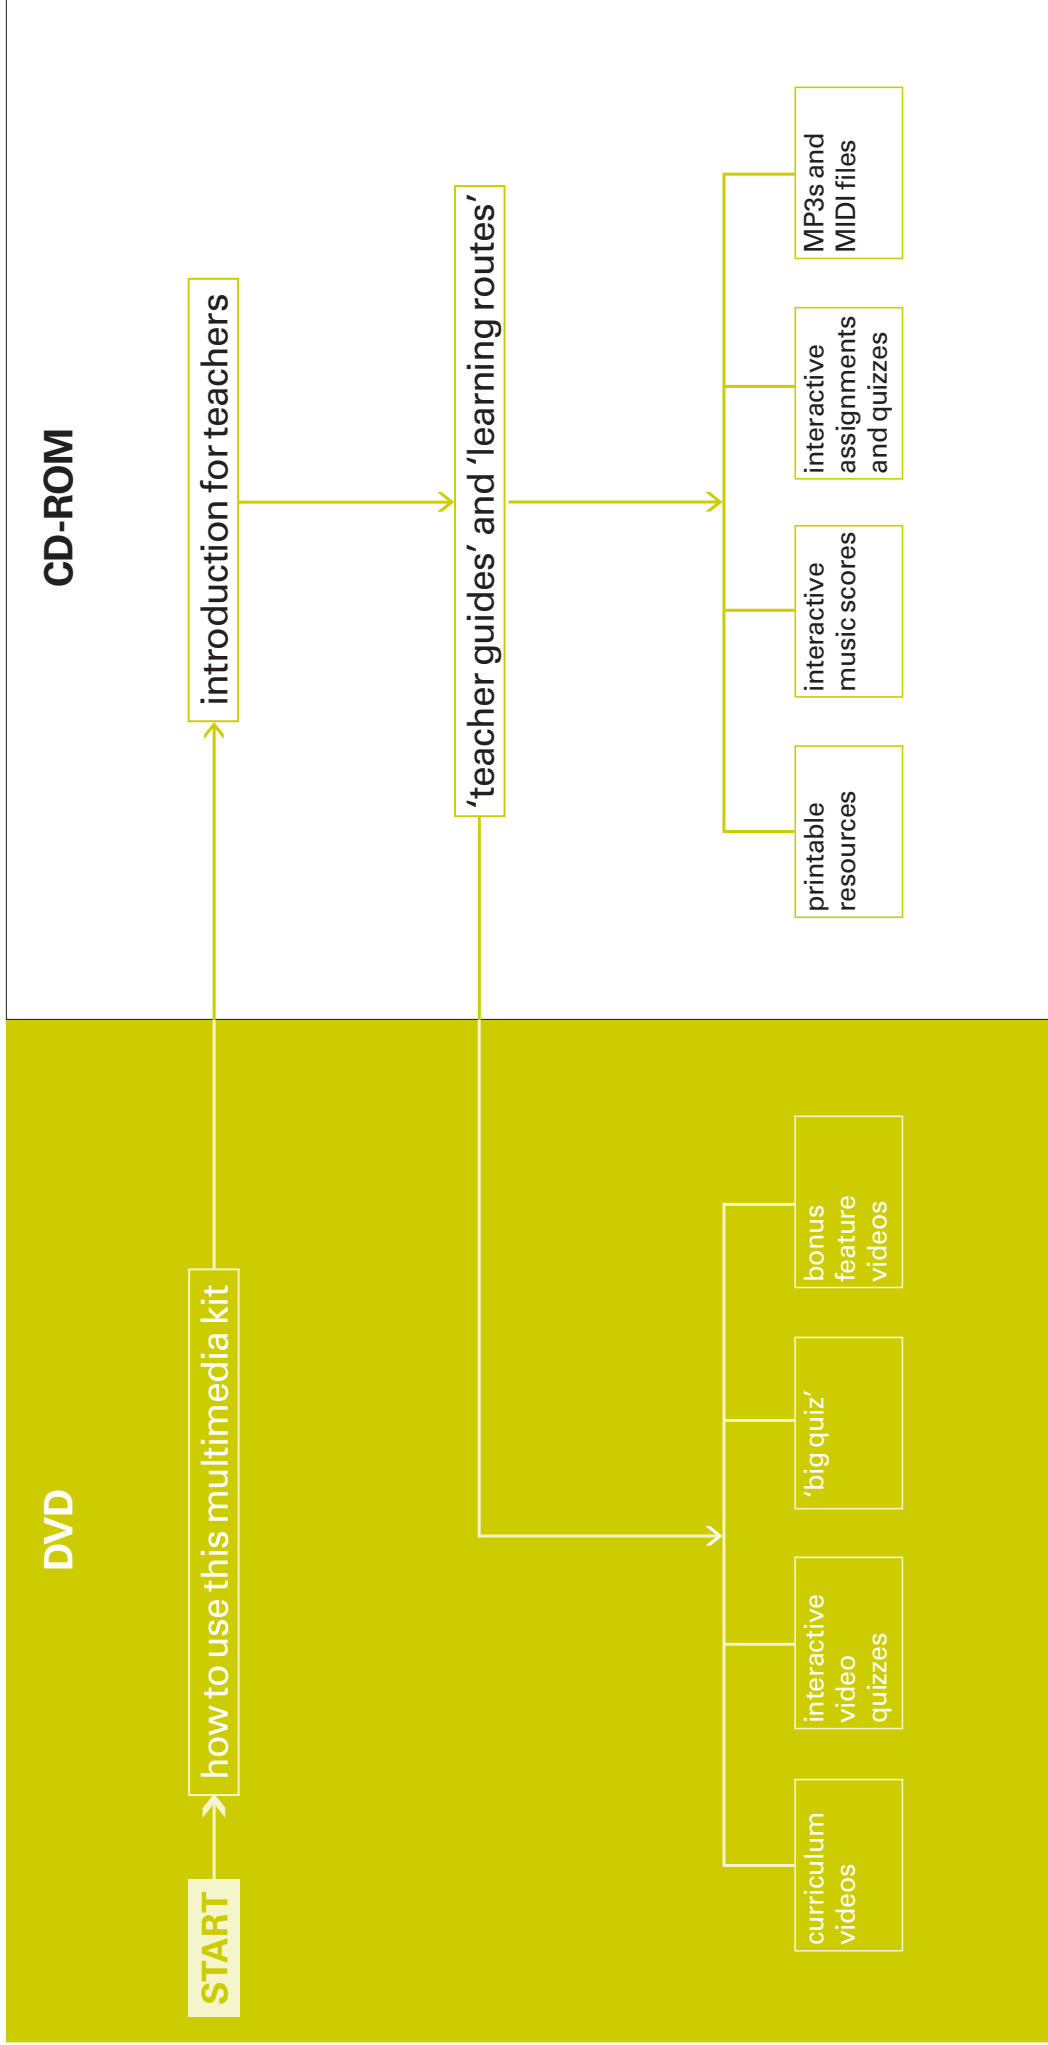 DVD
CD-ROM
START
how to use this multimedia kit
introduction for teachers
‘teacher guides’ and ‘learning routes’
curriculum
videos
interactive
video
quizzes
‘big quiz’
bonus
feature
videos
printable
resources
interactive
music scores
interactive
assignments
and quizzes
MP3s and
MIDI files